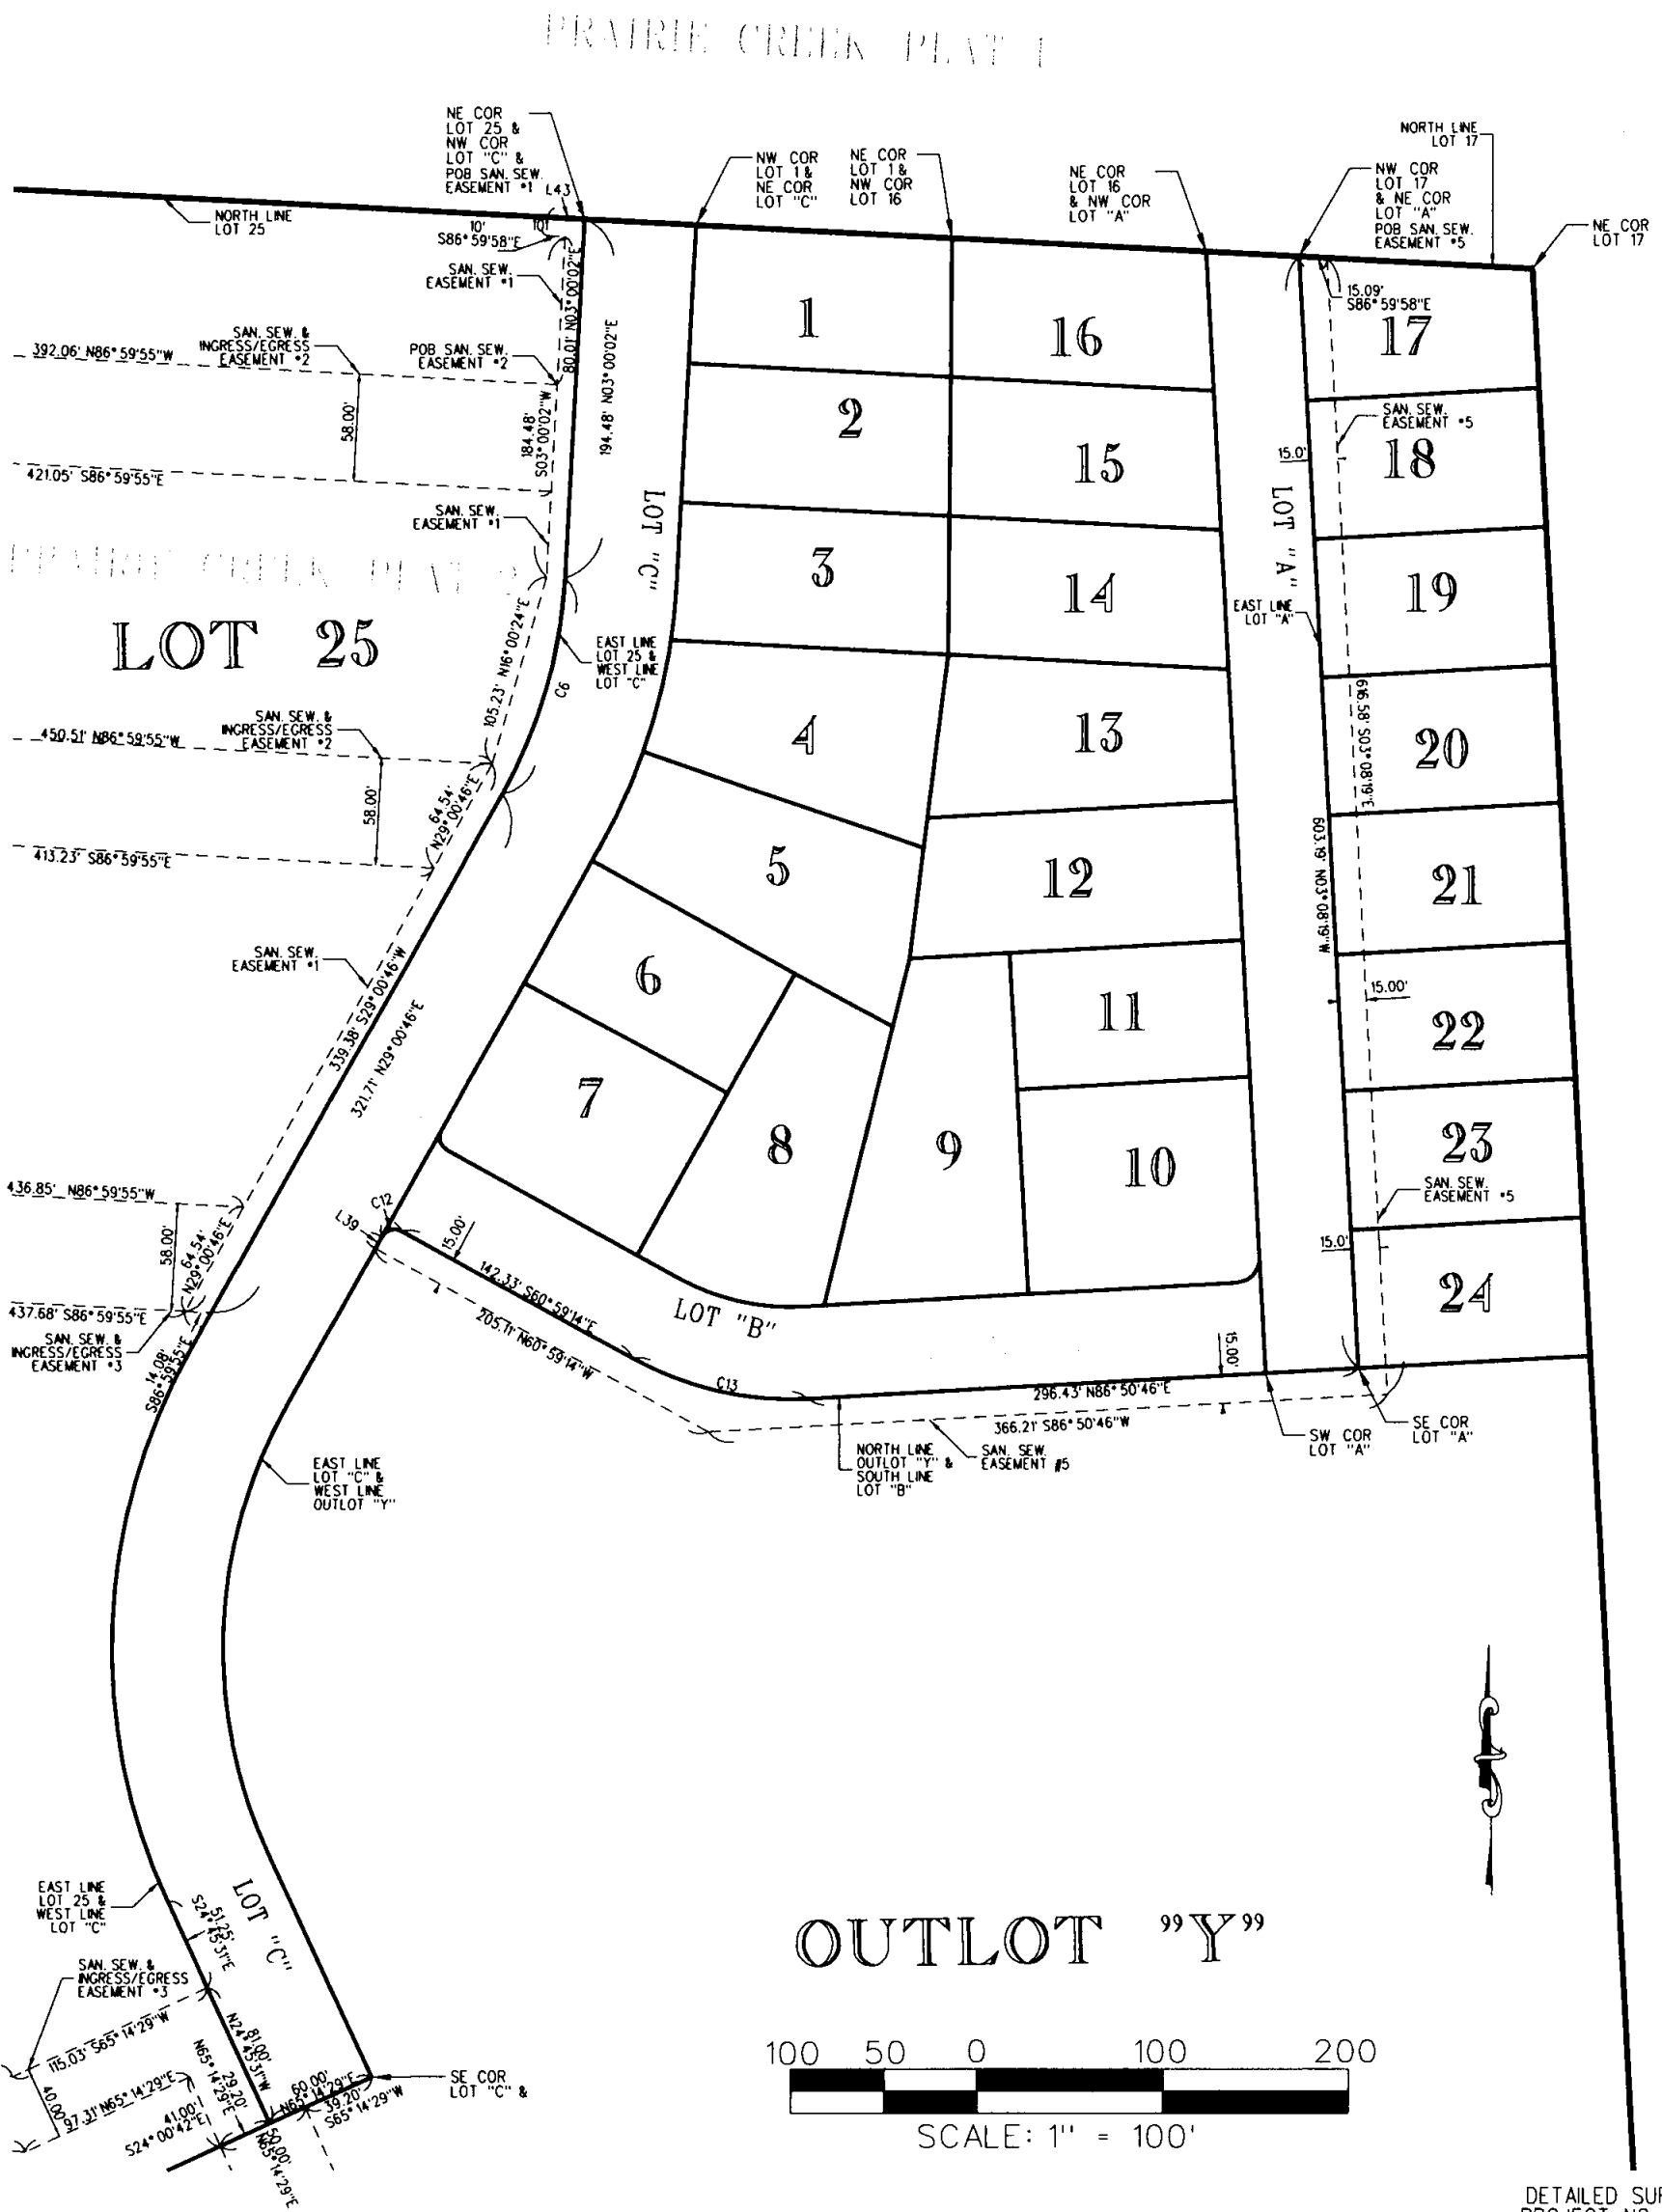 PRAIRIE CREEK PLAT 1
NE COR
LOT 25 &
NW COR
LOT "C" &
POB SAN. SEW.
EASEMENT *1
L43
NW COR
LOT 1 &
NE COR
LOT "C"
NE COR
LOT 1 &
NW COR
LOT 16
NE COR
LOT 16
& NW COR
LOT "A"
NORTH LINE
LOT 17
NW COR
LOT 17
& NE COR
LOT "A"
POB SAN. SEW.
EASEMENT *5
NE COR
LOT 17
NORTH LINE
LOT 25
10'
10'
S86°59'58"E
SAN. SEW.
EASEMENT *1
80.01' N03°00'02"E
194.48' N03°00'02"E
15.09'
S86°59'58"E
1
16
17
392.06' N86°59'55"W
SAN. SEW. &
INGRESS/EGRESS
EASEMENT *2
POB SAN. SEW.
EASEMENT *2
58.00'
184.48'
S03°00'02"W
421.05' S86°59'55"E
2
15
SAN. SEW.
EASEMENT *5
15.0'
18
SAN. SEW.
EASEMENT *1
LOT "C"
LOT "A"
PRAIRIE CREEK PLAT
LOT 25
3
14
19
EAST LINE
LOT "A"
105.23' N16°00'24"E
EAST LINE
LOT 25 &
WEST LINE
LOT "C"
C6
450.51' N86°59'55"W
SAN. SEW. &
INGRESS/EGRESS
EASEMENT *2
4
13
20
616.58' S03°08'19"E
58.00'
64.54'
N29°00'46"E
413.23' S86°59'55"E
5
12
21
603.19' N03°08'19"W
SAN. SEW.
EASEMENT *1
339.38' S29°00'46"W
321.71' N29°00'46"E
6
11
15.00'
22
7
8
9
10
23
SAN. SEW.
EASEMENT *5
436.85' N86°59'55"W
58.00'
64.54'
N29°00'46"E
C12
L39
15.00'
142.33' S60°59'14"E
205.11' N60°59'14"W
15.0'
24
437.68' S86°59'55"E
SAN. SEW. &
INGRESS/EGRESS
EASEMENT *3
14.08'
S86°59'55"E
LOT "B"
C13
15.00'
296.43' N86°50'46"E
366.21' S86°50'46"W
NORTH LINE
OUTLOT "Y" &
SOUTH LINE
LOT "B"
SAN. SEW.
EASEMENT #5
SW COR
LOT "A"
SE COR
LOT "A"
EAST LINE
LOT "C" &
WEST LINE
OUTLOT "Y"
EAST LINE
LOT 25 &
WEST LINE
LOT "C"
51.25'
S24°45'31"E
LOT "C"
OUTLOT "Y"
SAN. SEW. &
INGRESS/EGRESS
EASEMENT *3
115.03' S65°14'29"W
81.00'
N24°45'31"W
40.00'
97.31' N65°14'29"E
29.20'
N65°14'29"E
41.00'
S24°00'42"E
60.00'
N65°14'29"E
39.20'
S65°14'29"W
50.00'
N65°14'29"E
SE COR
LOT "C" &
100 50 0 100 200
SCALE: 1" = 100'
DETAILED SUR